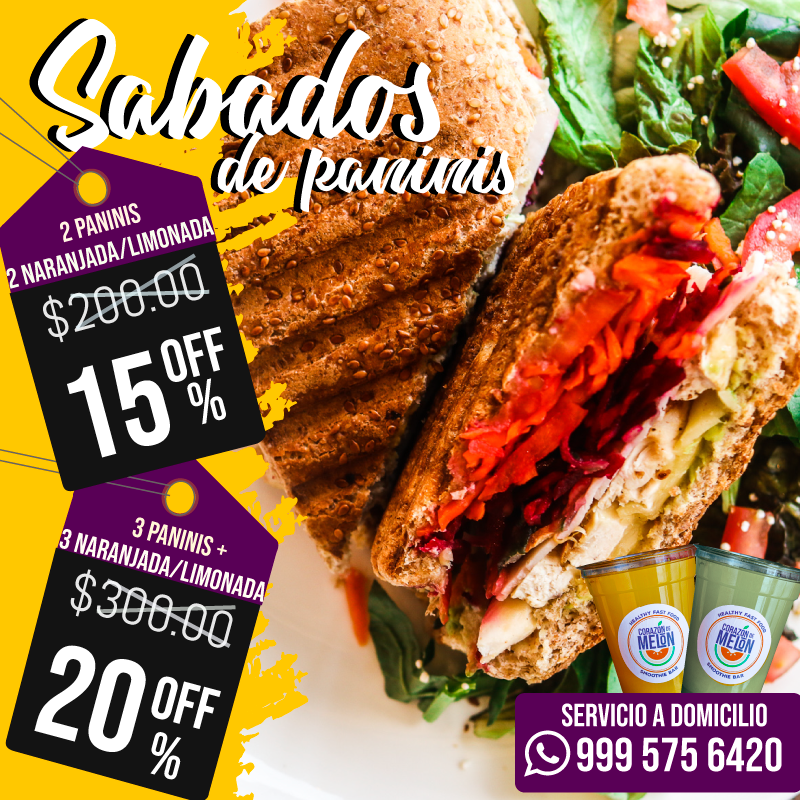 Sabados
de paninis
2 PANINIS
2 NARANJADA/LIMONADA
$200.00
15% OFF
3 PANINIS +
3 NARANJADA/LIMONADA
$300.00
20% OFF
HEALTHY FAST FOOD
CORAZÓN DE
MELÓN
SMOOTHIE BAR
HEALTHY FAST FOOD
CORAZÓN DE
MELÓN
SMOOTHIE BAR
SERVICIO A DOMICILIO
999 575 6420